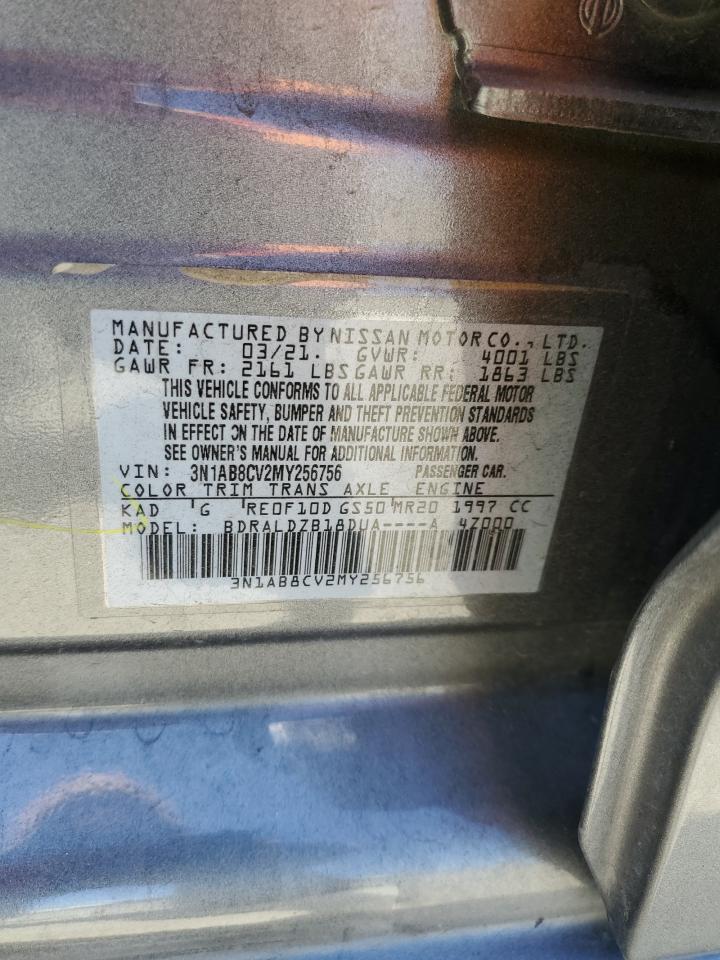 MANUFACTURED BY NISSAN MOTOR CO., LTD.
DATE: 03/21. GVWR: 4001 LBS
GAWR FR: 2161 LBS GAWR RR: 1863 LBS
THIS VEHICLE CONFORMS TO ALL APPLICABLE FEDERAL MOTOR
VEHICLE SAFETY, BUMPER AND THEFT PREVENTION STANDARDS
IN EFFECT ON THE DATE OF MANUFACTURE SHOWN ABOVE.
SEE OWNER'S MANUAL FOR ADDITIONAL INFORMATION.
VIN: 3N1AB8CV2MY256756 PASSENGER CAR.
COLOR TRIM TRANS AXLE ENGINE
KAD G RE0F10D GS50 MR20 1997 CC
MODEL: BDRALDZB18DUA----A 4Z000
3N1AB8CV2MY256756